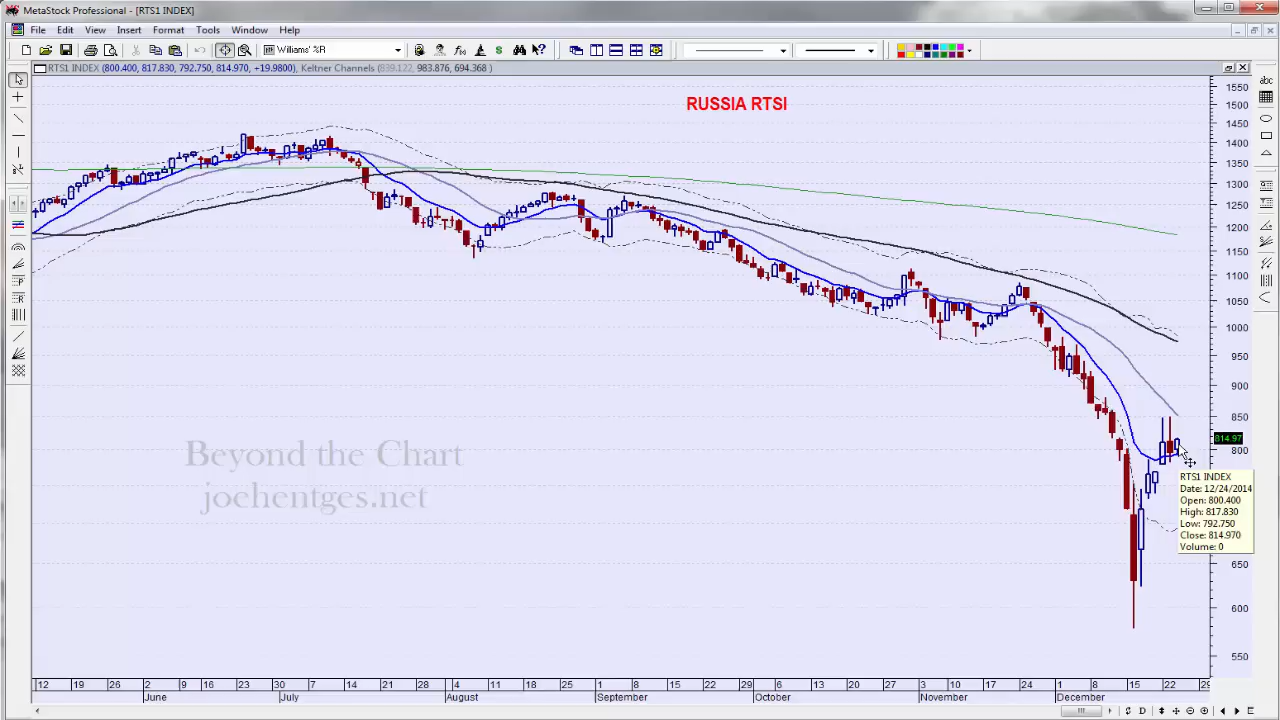 MetaStock Professional - [RTS1 INDEX]
File Edit View Insert Format Tools Window Help
Williams' %R
RTS1 INDEX (800.400, 817.830, 792.750, 814.970, +19.9800), Keltner Channels (839.122, 983.876, 694.368 )
abc
RUSSIA RTSI
1550
1500
1450
1400
1350
1300
1250
1200
1150
1100
1050
1000
950
900
850
814.97
800
650
600
550
Beyond the Chart
jochentges.net
RTS1 INDEX
Date: 12/24/2014
Open: 800.400
High: 817.830
Low: 792.750
Close: 814.970
Volume: 0
12 19 26 2 9 16 23 30 7 14 21 28 4 11 18 25 1 8 15 22 29 6 13 20 27 3 10 17 24 1 8 15 22 29
June July August September October November December
D